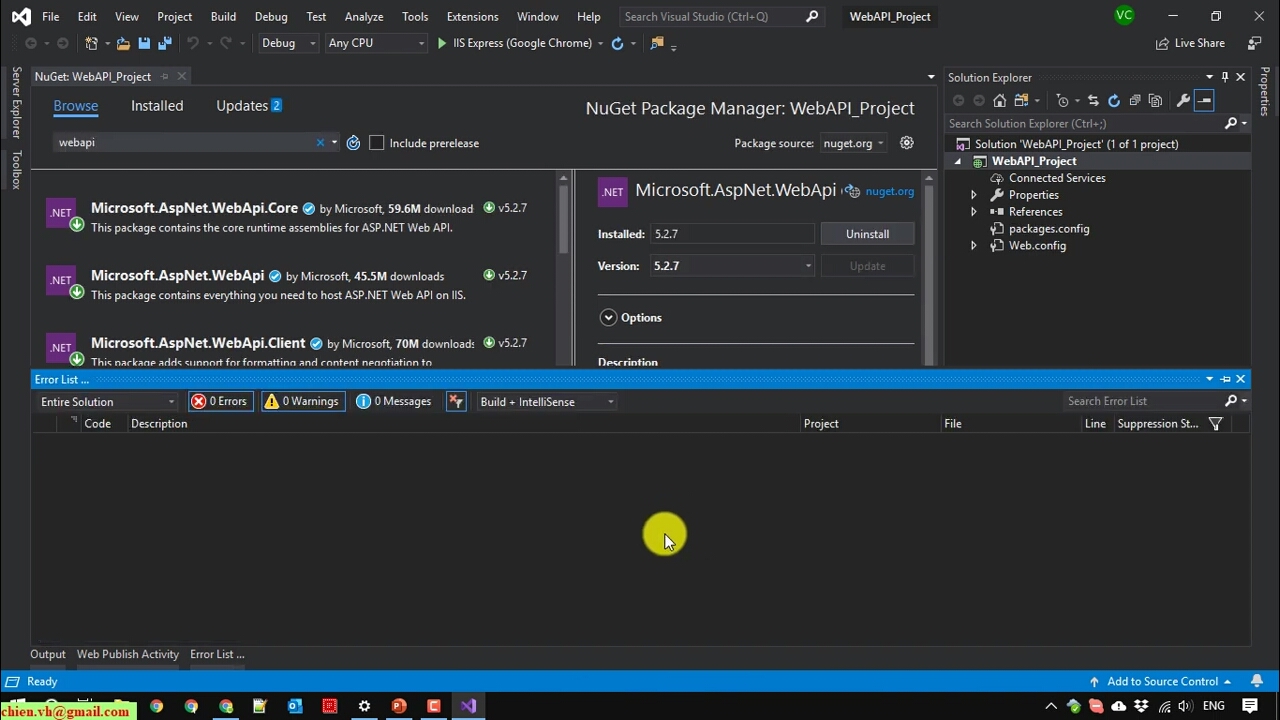 File Edit View Project Build Debug Test Analyze Tools Extensions Window Help Search Visual Studio (Ctrl+Q) WebAPI_Project VC
Debug Any CPU IIS Express (Google Chrome) Live Share
Server Explorer
Toolbox
NuGet: WebAPI_Project
Browse Installed Updates 2
NuGet Package Manager: WebAPI_Project
webapi Include prerelease Package source: nuget.org
Microsoft.AspNet.WebApi.Core by Microsoft, 59.6M download v5.2.7
This package contains the core runtime assemblies for ASP.NET Web API.
Microsoft.AspNet.WebApi by Microsoft, 45.5M downloads v5.2.7
This package contains everything you need to host ASP.NET Web API on IIS.
Microsoft.AspNet.WebApi.Client by Microsoft, 70M download v5.2.7
This package adds support for formatting and content negotiation to
.NET
.NET
.NET
.NET Microsoft.AspNet.WebApi nuget.org
Installed: 5.2.7 Uninstall
Version: 5.2.7 Update
Options
Description
Solution Explorer
Search Solution Explorer (Ctrl+;)
Solution 'WebAPI_Project' (1 of 1 project)
WebAPI_Project
Connected Services
Properties
References
packages.config
Web.config
Properties
Error List ...
Entire Solution 0 Errors 0 Warnings 0 Messages Build + IntelliSense Search Error List
Code Description Project File Line Suppression St...
Output Web Publish Activity Error List ...
Ready Add to Source Control
chien.vh@gmail.com
ENG